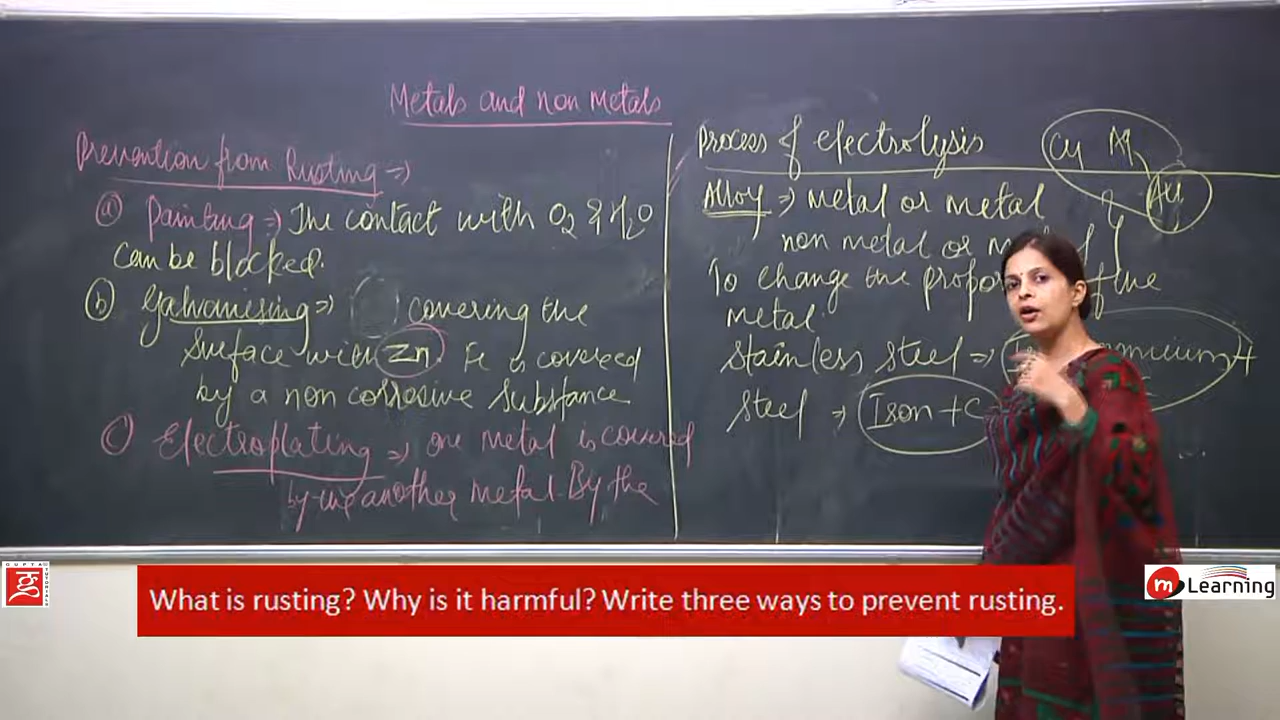 Metals and non Metals
Prevention from Rusting ⇒
(a) Painting ⇒ The contact with O2 & H2O
can be blocked.
(b) Galvanising ⇒ covering the
Surface with Zn. Fe is covered
by a non corrosive substance
(c) Electroplating ⇒ one metal is covered
another metal. By the
Process of electrolysis
Cu Au
Alloy ⇒ metal or metal
non metal or
To change the the
metal.
Stainless steel ⇒ +
Steel ⇒ Iron + C
What is rusting? Why is it harmful? Write three ways to prevent rusting.
GUPTA
TUTORIALS
m Learning